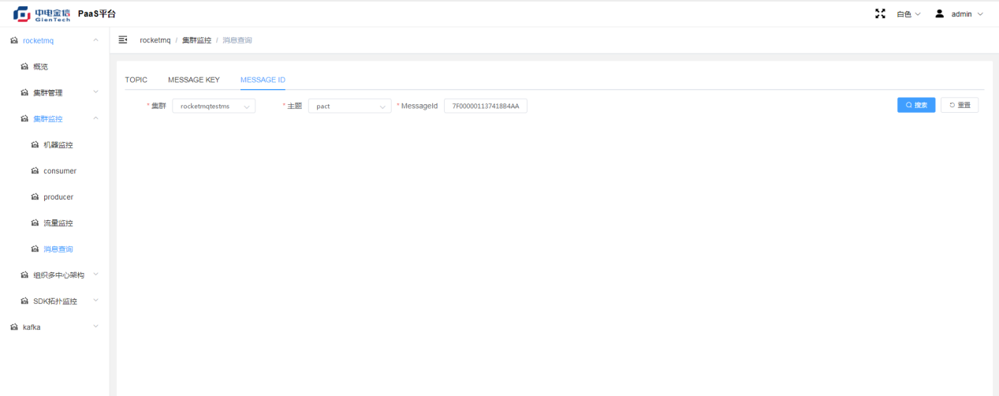 中电金信 GienTech PaaS平台 白色 admin
rocketmq
rocketmq / 集群监控 / 消息查询
概览
TOPIC MESSAGE KEY MESSAGE ID
集群管理
* 集群 rocketmqtestms * 主题 pact * MessageId 7F000001137418B4AA 搜索 重置
集群监控
机器监控
consumer
producer
流量监控
消息查询
组织多中心架构
SDK拓扑监控
kafka